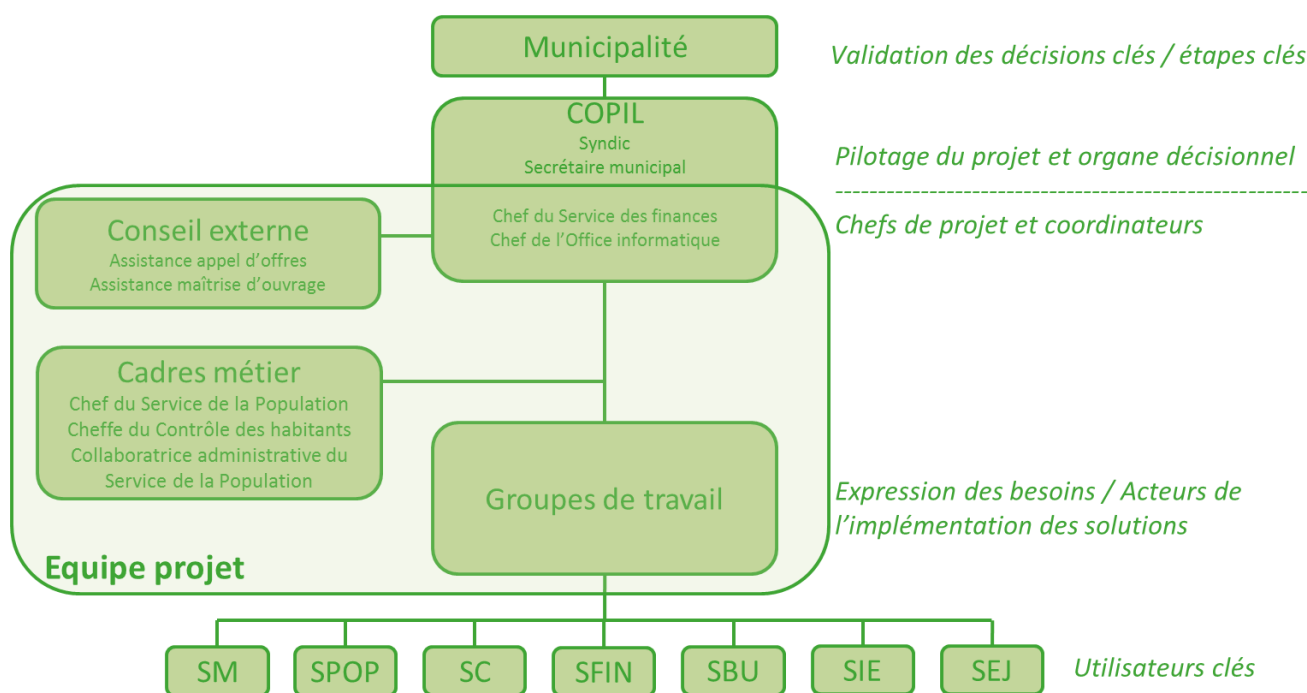 Municipalité
Validation des décisions clés / étapes clés
COPIL
Syndic
Secrétaire municipal
Pilotage du projet et organe décisionnel
Chef du Service des finances
Chef de l'Office informatique
Chefs de projet et coordinateurs
Conseil externe
Assistance appel d'offres
Assistance maîtrise d'ouvrage
Cadres métier
Chef du Service de la Population
Cheffe du Contrôle des habitants
Collaboratrice administrative du
Service de la Population
Groupes de travail
Expression des besoins / Acteurs de
l'implémentation des solutions
Equipe projet
SM
SPOP
SC
SFIN
SBU
SIE
SEJ
Utilisateurs clés